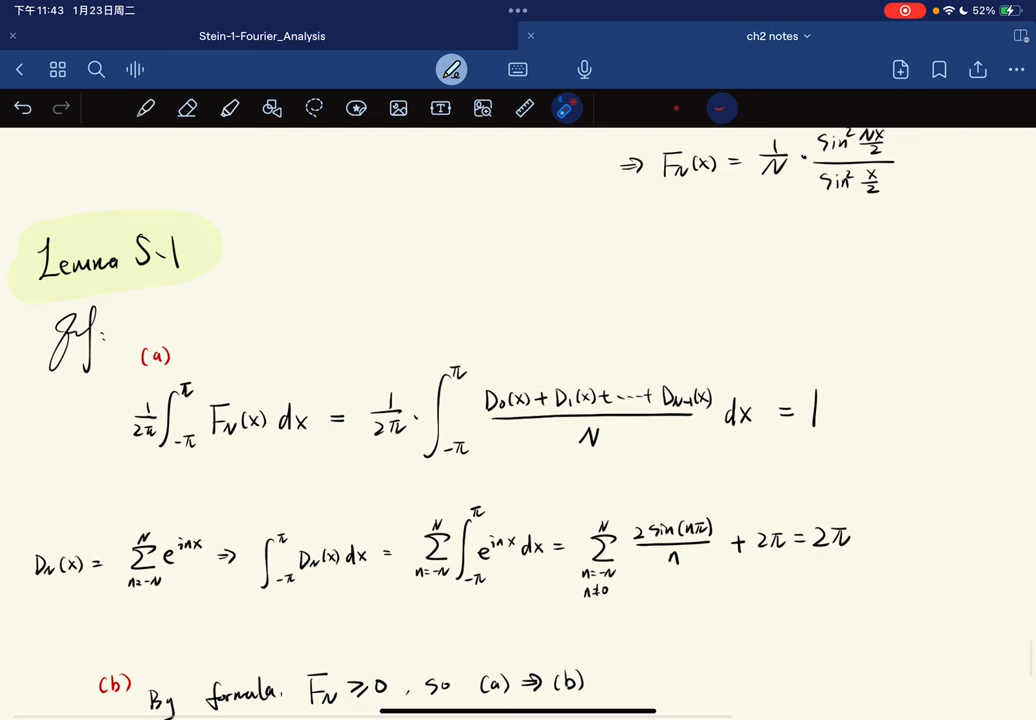 下午11:43 1月23日周二
52%
Stein-1-Fourier_Analysis
ch2 notes
⇒ F_N(x) = 1/N · sin² (Nx/2) / sin² (x/2)
Lemma 5.1
pf:
(a)
1/2π ∫_{-π}^{π} F_N(x) dx = 1/2π · ∫_{-π}^{π} (D₀(x) + D₁(x) + ··· + D_{N-1}(x)) / N dx = 1
D_N(x) = Σ_{n=-N}^{N} e^{inx} ⇒ ∫_{-π}^{π} D_N(x) dx = Σ_{n=-N}^{N} ∫_{-π}^{π} e^{inx} dx = Σ_{n=-N, n≠0}^{N} 2 sin(nπ) / n + 2π = 2π
(b) By formula. F_N ≥ 0, so (a) ⇒ (b)